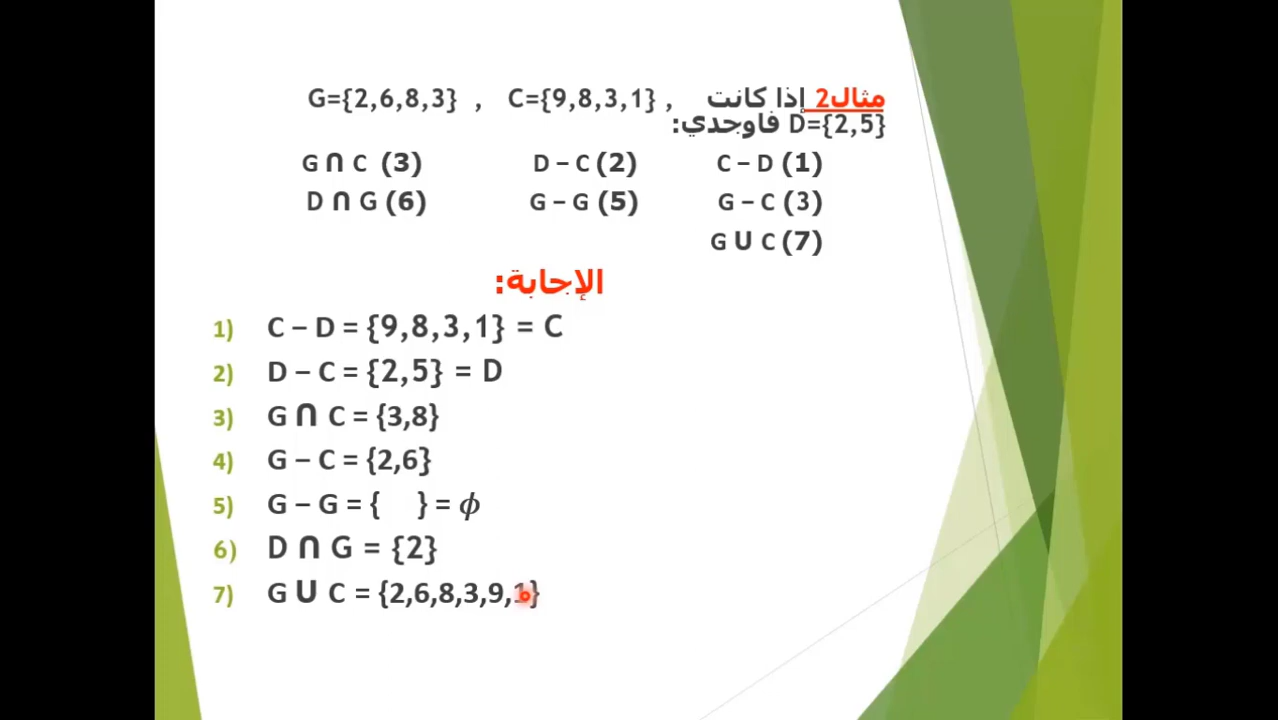 مثال2 إذا كانت G={2,6,8,3} , C={9,8,3,1} ,
D={2,5} فاوجدي:
C – D (1) D – C (2) G ∩ C (3)
G – C (3) G – G (5) D ∩ G (6)
G U C (7)
الإجابة:
1) C – D = {9,8,3,1} = C
2) D – C = {2,5} = D
3) G ∩ C = {3,8}
4) G – C = {2,6}
5) G – G = { } = ϕ
6) D ∩ G = {2}
7) G U C = {2,6,8,3,9,1}